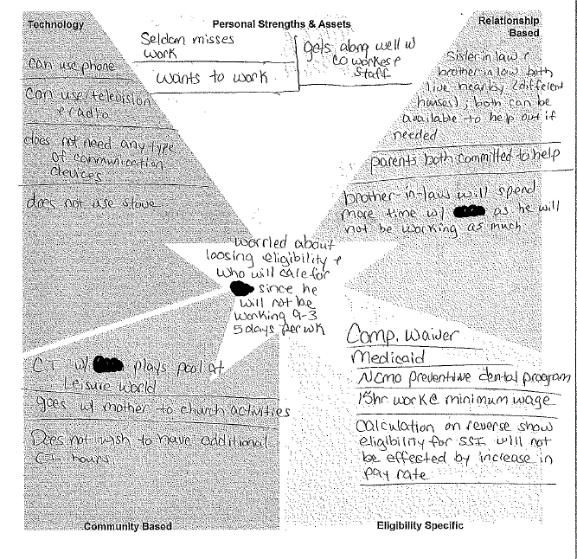 Technology
can use phone
Can use television
& radio
does not need any type
of communication
devices
does not use stove
Personal Strengths & Assets
Seldom misses
work
wants to work
gets along well w
coworkers &
staff
Relationship
Based
Sister in law &
brother in law both
live nearby (different
houses); both can be
available to help out if
needed
parents both committed to help
brother-in-law will spend
more time w/ as he will
not be working as much
worried about
loosing eligibility &
who will care for
since he
will not be
working 9-3
5 days per wk
CI w/ plays pool at
Leisure world
goes w/ mother to church activities
Does not wish to have additional
CI hours
Community Based
Comp. Waiver
Medicaid
NCMO preventive dental program
15hr work @ minimum wage
Calculation on reverse show
eligibility for SSI will not
be effected by increase in
pay rate
Eligibility Specific